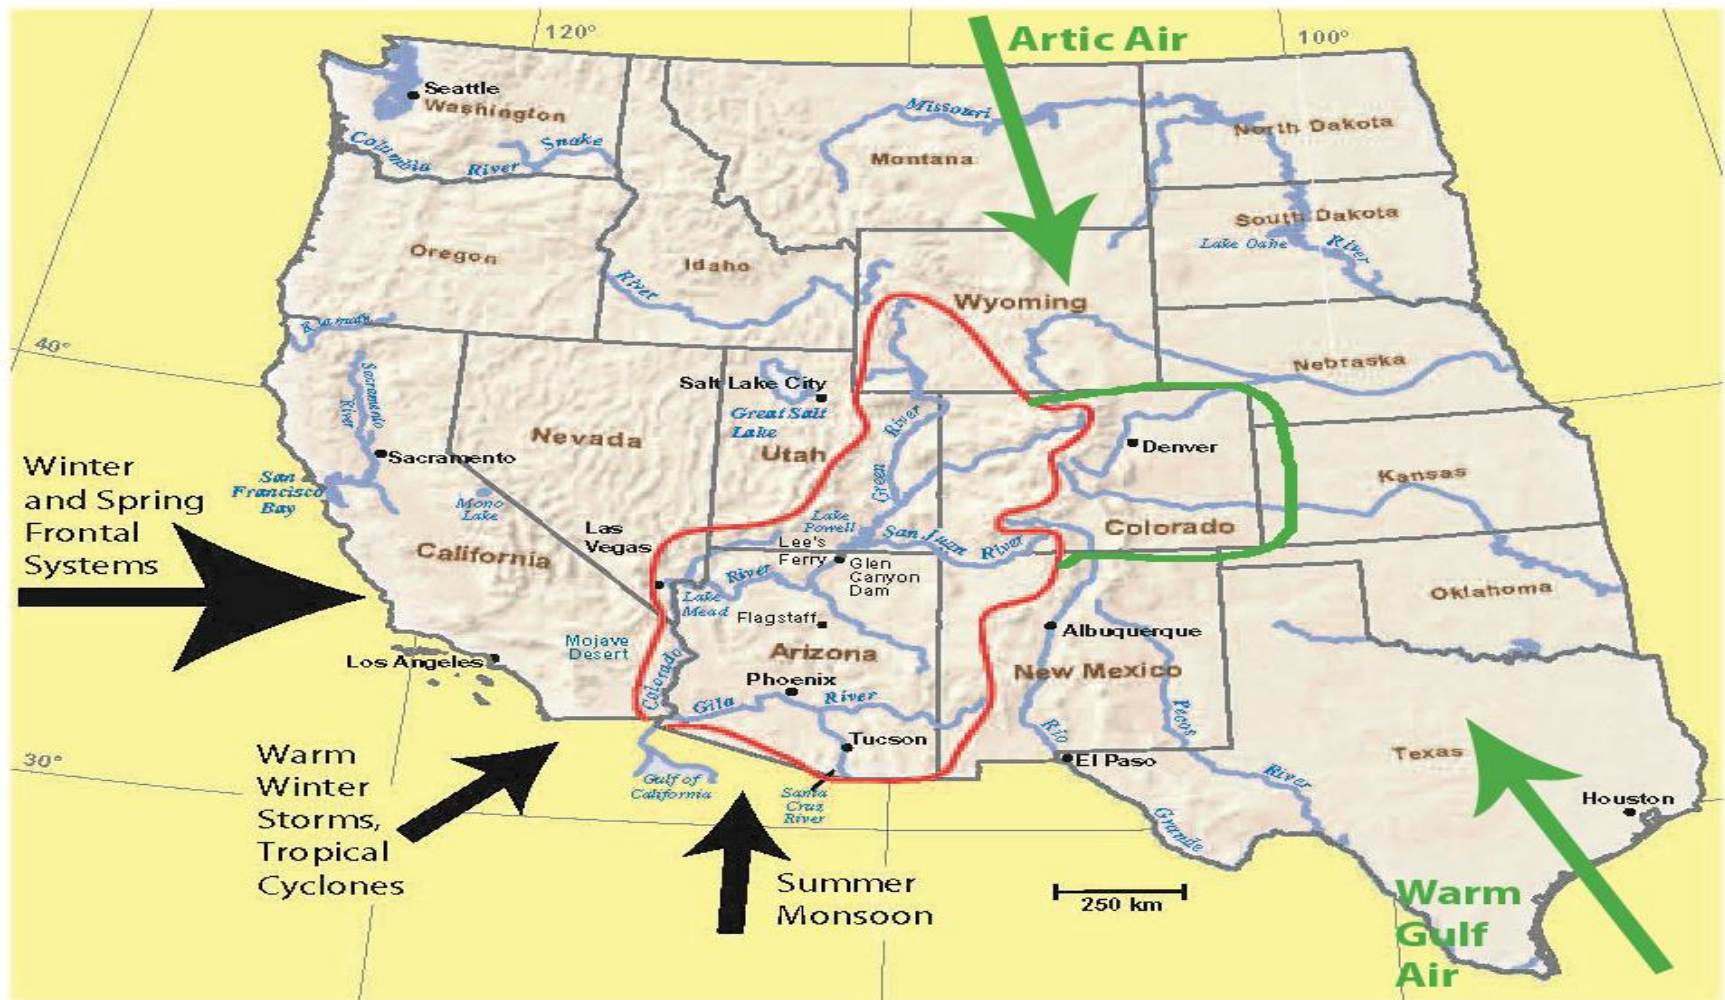 120°
100°
Artic Air
Seattle
Washington
Columbia River
Snake
Missouri
Montana
North Dakota
South Dakota
Lake Oahe
River
Oregon
Idaho
River
Wyoming
40°
Nebraska
Sacramento
River
Salt Lake City
Great Salt
Lake
Utah
Nevada
River
Green
Denver
Kansas
Sacramento
San
Francisco
Bay
Mono
Lake
Winter
and Spring
Frontal
Systems
California
Las
Vegas
Lake
Powell
San Juan River
Colorado
Lee's
Ferry
Glen
Canyon
Dam
River
Lake
Mead
Flagstaff
Oklahoma
Mojave
Desert
Los Angeles
Arizona
Albuquerque
New Mexico
Phoenix
Colorado
Gila River
Pecos
Rio
Tucson
El Paso
Texas
River
Grande
Houston
30°
Warm
Winter
Storms,
Tropical
Cyclones
Gulf of
California
Santa
Cruz
River
Summer
Monsoon
250 km
Warm
Gulf
Air